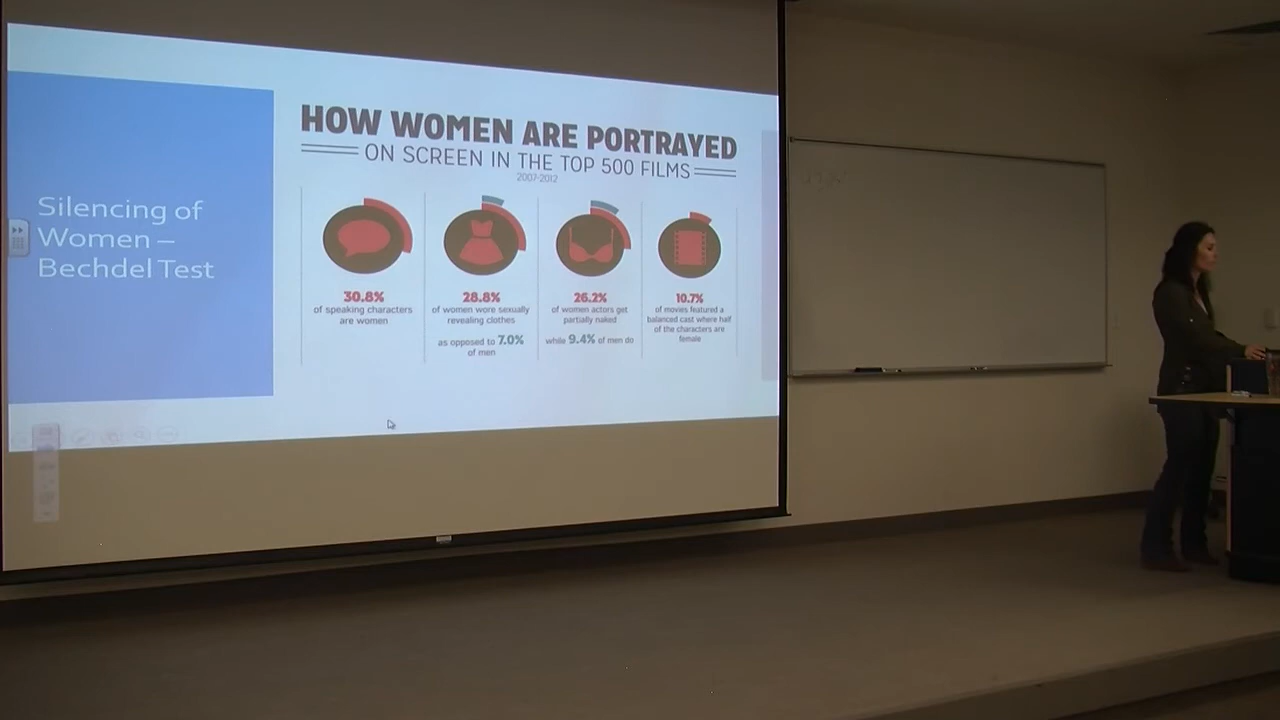 Silencing of
Women –
Bechdel Test
HOW WOMEN ARE PORTRAYED
ON SCREEN IN THE TOP 500 FILMS
2007-2012
30.8%
of speaking characters
are women
28.8%
of women wore sexually
revealing clothes
as opposed to 7.0%
of men
26.2%
of women actors get
partially naked
while 9.4% of men do
10.7%
of movies featured a
balanced cast where half
of the characters are
female